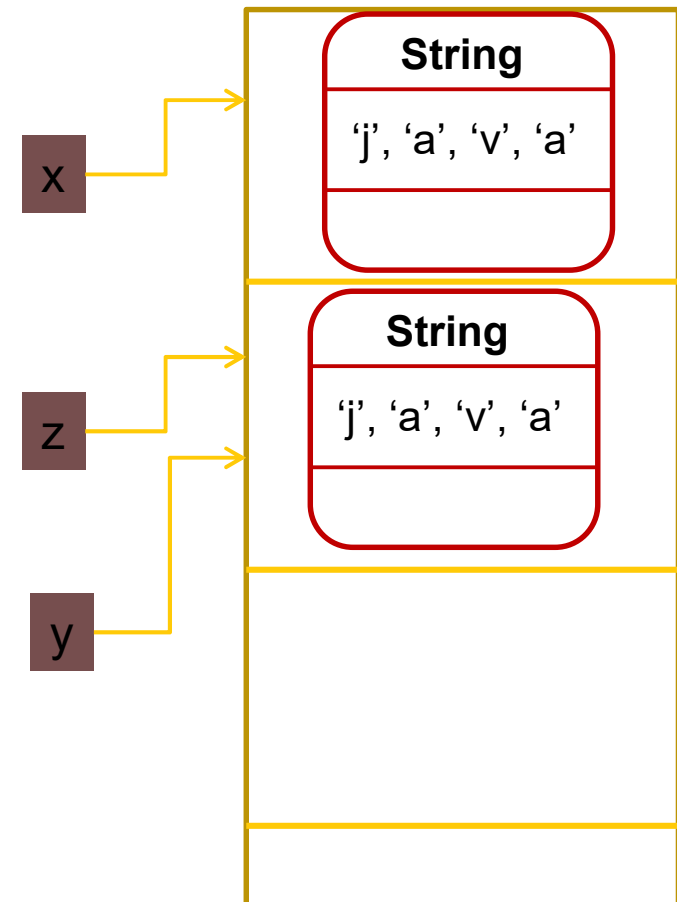 String
‘j’, ‘a’, ‘v’, ‘a’
x
String
‘j’, ‘a’, ‘v’, ‘a’
z
y